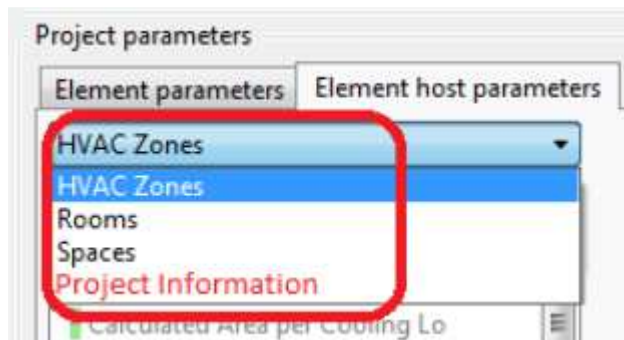 Project parameters
Element parameters Element host parameters
HVAC Zones
HVAC Zones
Rooms
Spaces
Project Information
Calculated Area per Cooling Lo